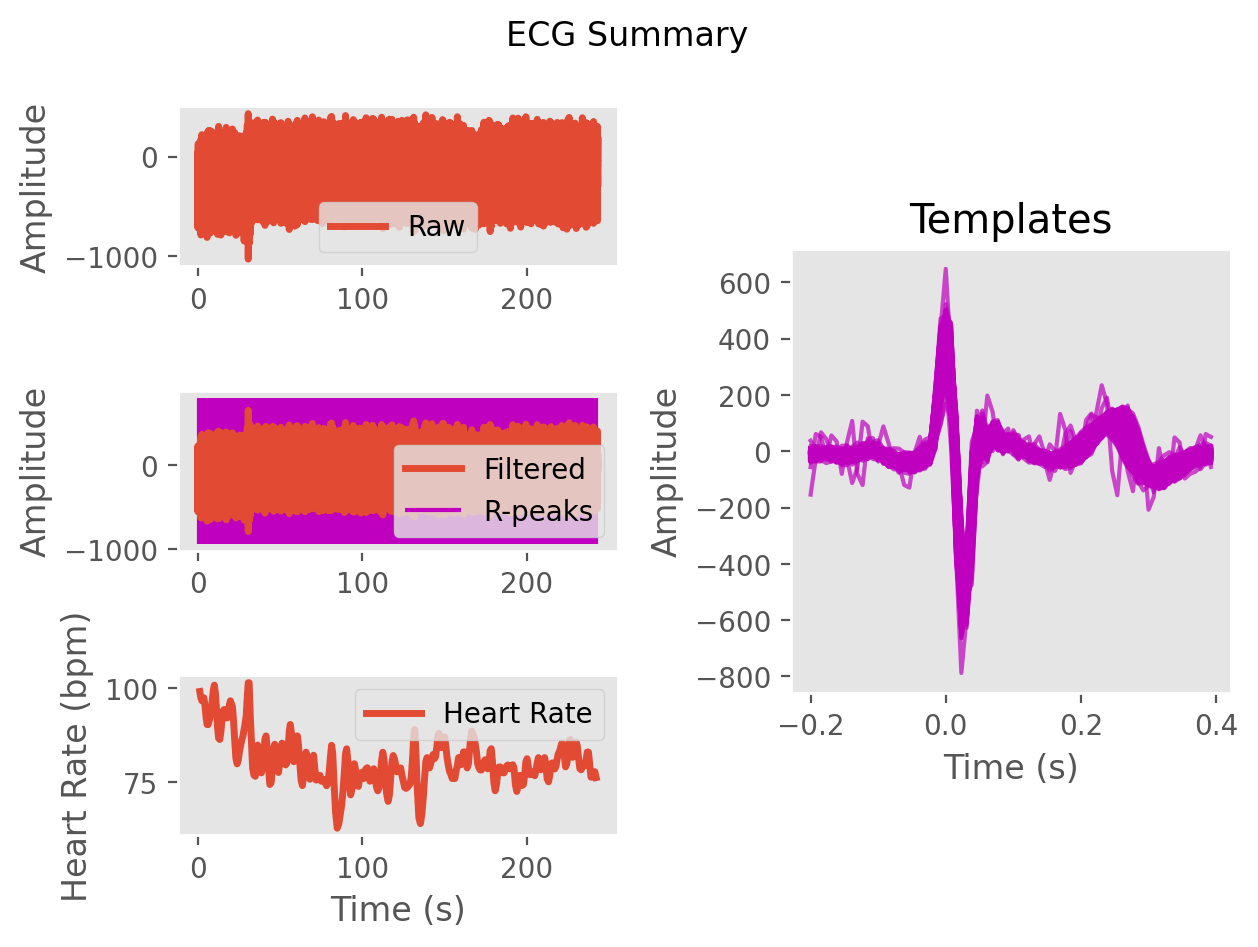 ECG Summary
Amplitude
0
−1000
Raw
0
100
200
Amplitude
0
−1000
Filtered
R-peaks
0
100
200
Heart Rate (bpm)
100
75
Heart Rate
0
100
200
Time (s)
Templates
Amplitude
600
400
200
0
−200
−400
−600
−800
−0.2
0.0
0.2
0.4
Time (s)